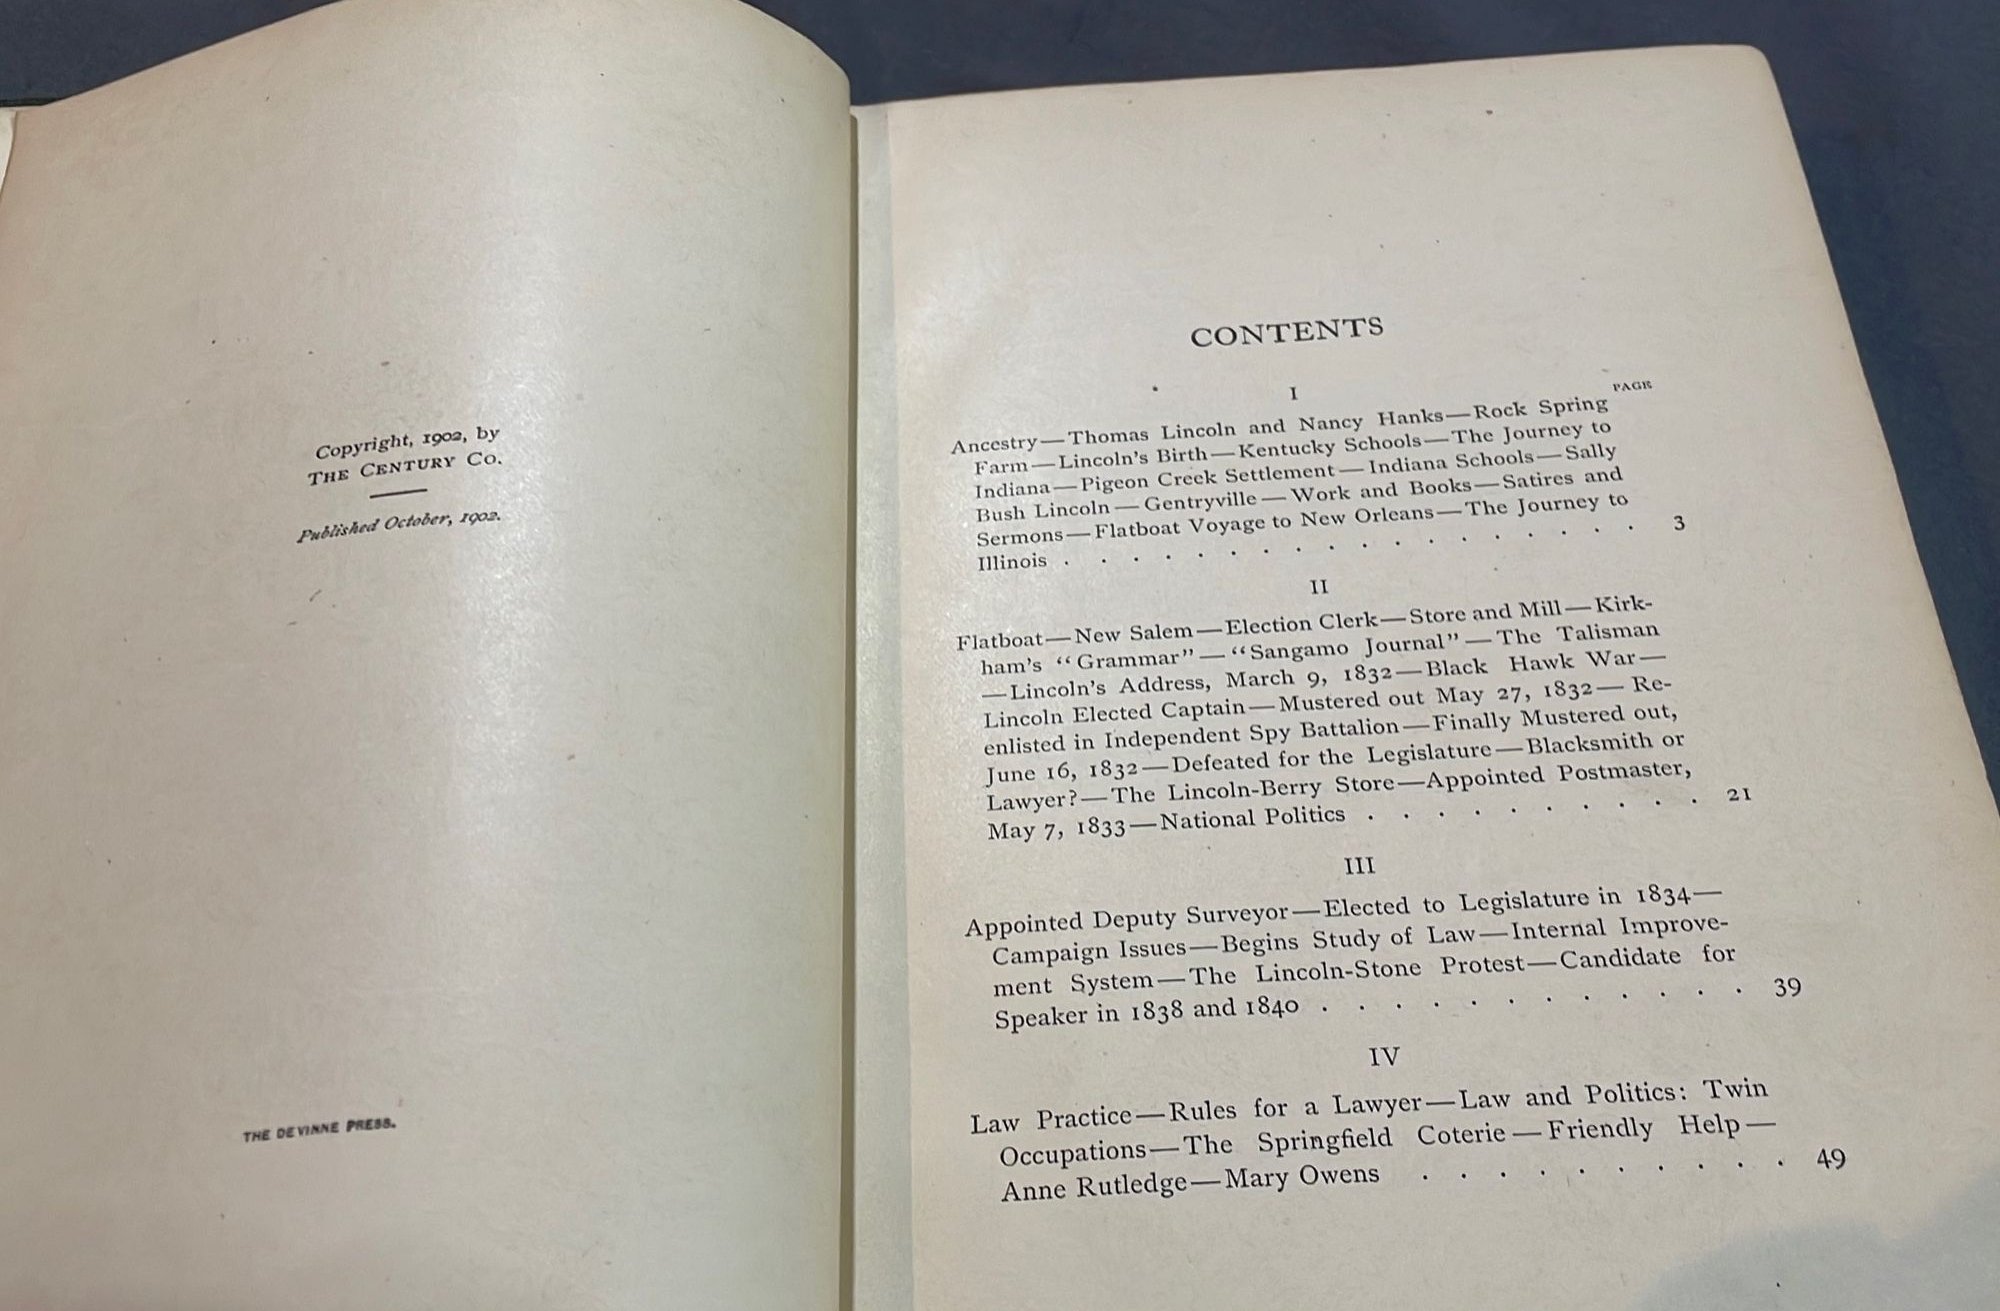 Copyright, 1902, by
THE CENTURY CO.
Published October, 1902.
THE DEVINNE PRESS.
CONTENTS
I
PAGE
Ancestry—Thomas Lincoln and Nancy Hanks—Rock Spring
Farm—Lincoln's Birth—Kentucky Schools—The Journey to
Indiana—Pigeon Creek Settlement—Indiana Schools—Sally
Bush Lincoln—Gentryville—Work and Books—Satires and
Sermons—Flatboat Voyage to New Orleans—The Journey to
Illinois . . . . . . . . . . . . . . . . . . 3
II
Flatboat—New Salem—Election Clerk—Store and Mill—Kirk-
ham's "Grammar"—"Sangamo Journal"—The Talisman
—Lincoln's Address, March 9, 1832—Black Hawk War—
Lincoln Elected Captain—Mustered out May 27, 1832—Re-
enlisted in Independent Spy Battalion—Finally Mustered out,
June 16, 1832—Defeated for the Legislature—Blacksmith or
Lawyer?—The Lincoln-Berry Store—Appointed Postmaster,
May 7, 1833—National Politics . . . . . . . . . . 21
III
Appointed Deputy Surveyor—Elected to Legislature in 1834—
Campaign Issues—Begins Study of Law—Internal Improve-
ment System—The Lincoln-Stone Protest—Candidate for
Speaker in 1838 and 1840 . . . . . . . . . . . . 39
IV
Law Practice—Rules for a Lawyer—Law and Politics: Twin
Occupations—The Springfield Coterie—Friendly Help—
Anne Rutledge—Mary Owens . . . . . . . . . . 49